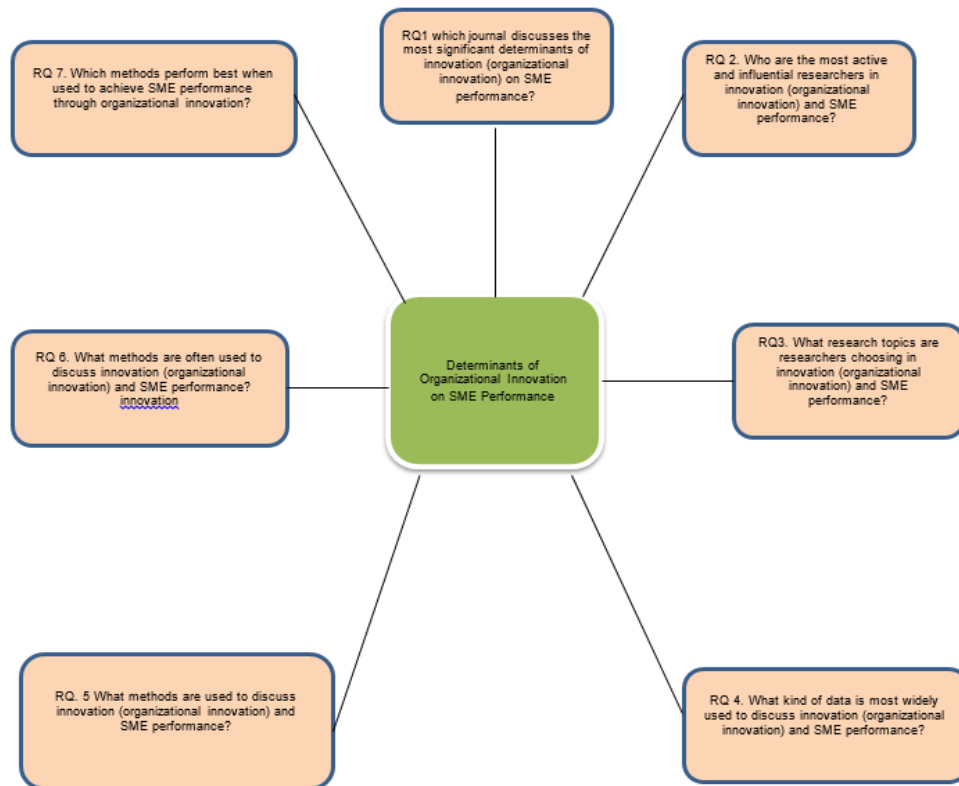 RQ1 which journal discusses the
most significant determinants of
innovation (organizational
innovation) on SME
performance?
RQ 2. Who are the most active
and influential researchers in
innovation (organizational
innovation) and SME
performance?
RQ3. What research topics are
researchers choosing in
innovation (organizational
innovation) and SME
performance?
RQ 4. What kind of data is most widely
used to discuss innovation (organizational
innovation) and SME performance?
RQ. 5 What methods are used to discuss
innovation (organizational innovation) and
SME performance?
RQ 6. What methods are often used to
discuss innovation (organizational
innovation) and SME performance?
innovation
RQ 7. Which methods perform best when
used to achieve SME performance
through organizational innovation?
Determinants of
Organizational Innovation
on SME Performance